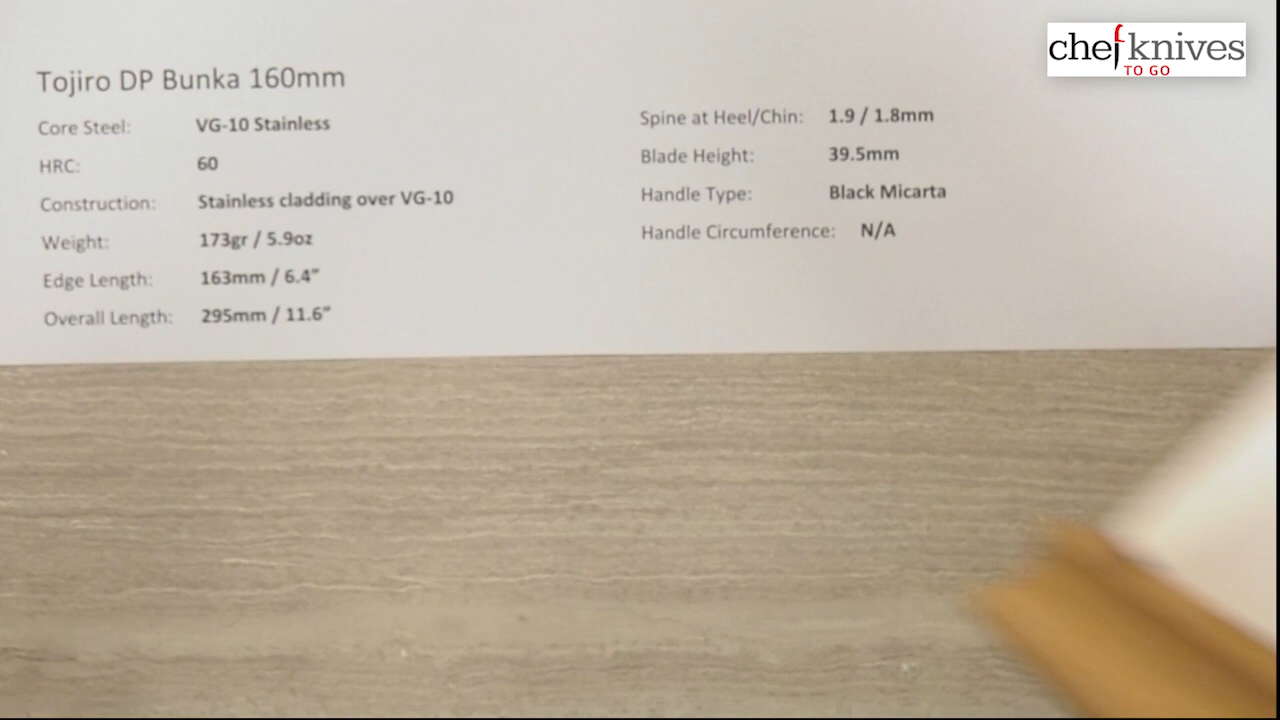 chefknives
TO GO
Tojiro DP Bunka 160mm
Core Steel: VG-10 Stainless
HRC: 60
Construction: Stainless cladding over VG-10
Weight: 173gr / 5.9oz
Edge Length: 163mm / 6.4"
Overall Length: 295mm / 11.6"
Spine at Heel/Chin: 1.9 / 1.8mm
Blade Height: 39.5mm
Handle Type: Black Micarta
Handle Circumference: N/A